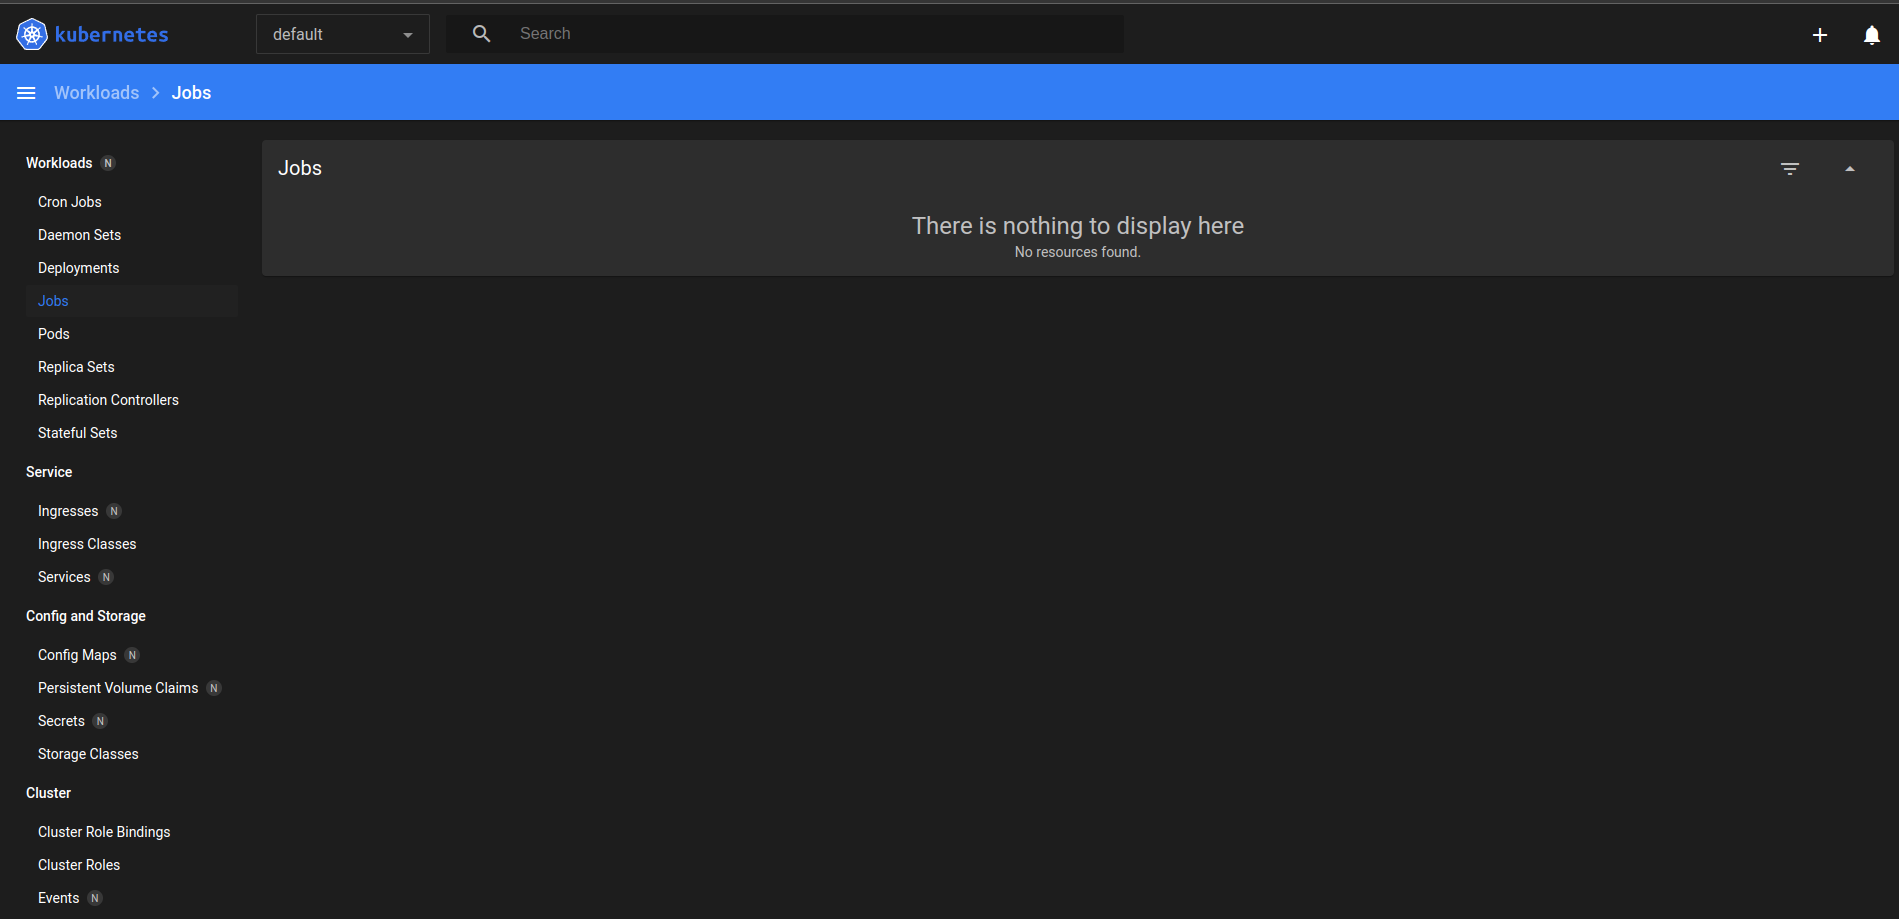 kubernetes
default
Search
Workloads
Jobs
Workloads N
Cron Jobs
Daemon Sets
Deployments
Jobs
Pods
Replica Sets
Replication Controllers
Stateful Sets
Service
Ingresses N
Ingress Classes
Services N
Config and Storage
Config Maps N
Persistent Volume Claims N
Secrets N
Storage Classes
Cluster
Cluster Role Bindings
Cluster Roles
Events N
Jobs
There is nothing to display here
No resources found.